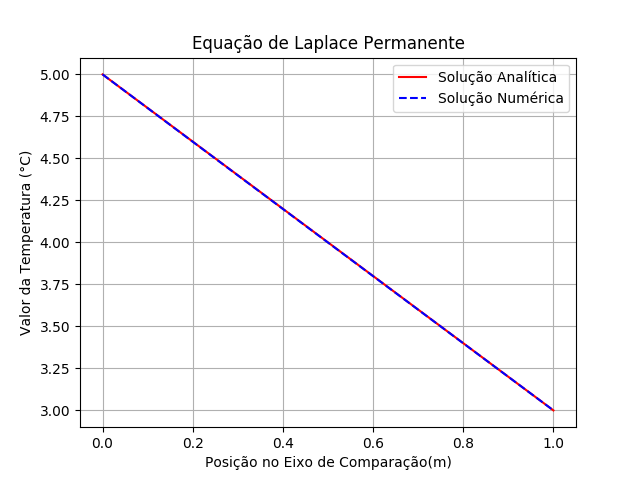 Equação de Laplace Permanente
Solução Analítica
Solução Numérica
Valor da Temperatura (°C)
5.00
4.75
4.50
4.25
4.00
3.75
3.50
3.25
3.00
0.0 0.2 0.4 0.6 0.8 1.0
Posição no Eixo de Comparação(m)